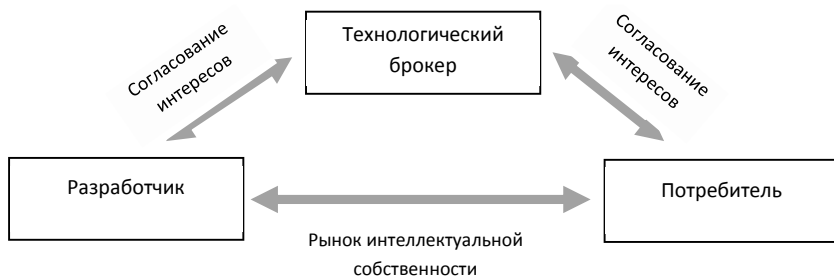 Технологический
брокер
Согласование
интересов
Согласование
интересов
Разработчик
Потребитель
Рынок интеллектуальной
собственности